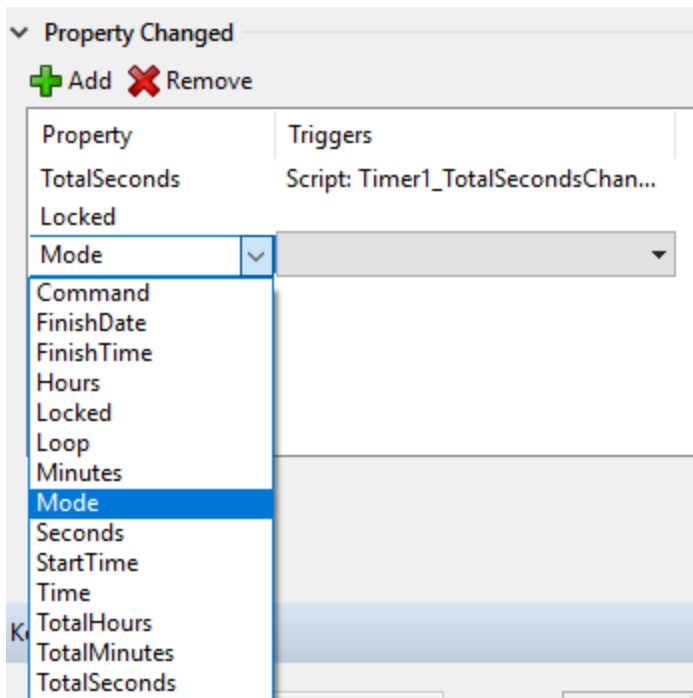 Property Changed
Add Remove
Property Triggers
TotalSeconds Script: Timer1_TotalSecondsChan...
Locked
Mode
Command
FinishDate
FinishTime
Hours
Locked
Loop
Minutes
Mode
Seconds
StartTime
Time
TotalHours
TotalMinutes
TotalSeconds